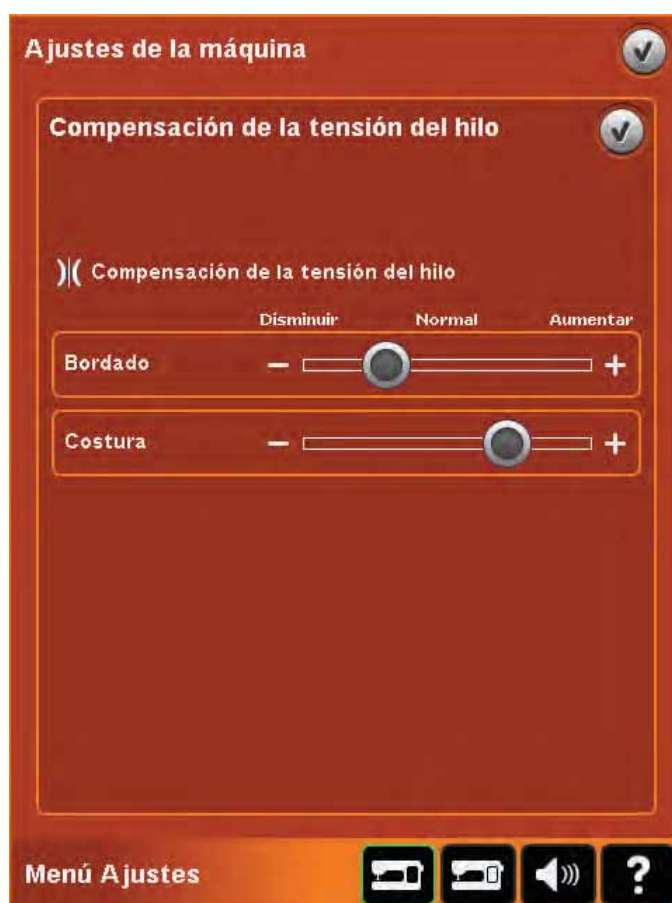 Ajustes de la máquina
Compensación de la tensión del hilo
Compensación de la tensión del hilo
Disminuir Normal Aumentar
Bordado − +
Costura − +
Menú Ajustes ?